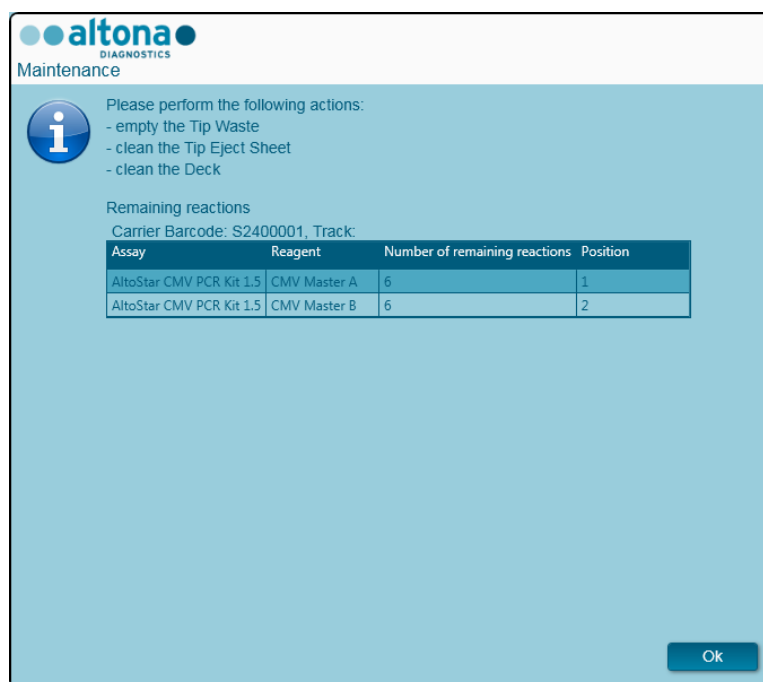 altona
DIAGNOSTICS
Maintenance
Please perform the following actions:
- empty the Tip Waste
- clean the Tip Eject Sheet
- clean the Deck
Remaining reactions
Carrier Barcode: S2400001, Track:
Assay Reagent Number of remaining reactions Position
AltoStar CMV PCR Kit 1.5 CMV Master A 6 1
AltoStar CMV PCR Kit 1.5 CMV Master B 6 2
Ok